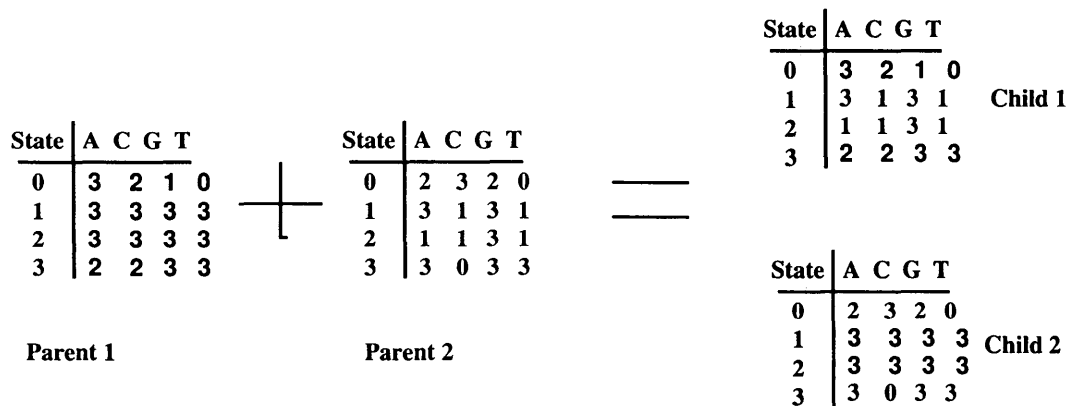 State A C G T
0 3 2 1 0
1 3 3 3 3
2 3 3 3 3
3 2 2 3 3
Parent 1
State A C G T
0 2 3 2 0
1 3 1 3 1
2 1 1 3 1
3 3 0 3 3
Parent 2
State A C G T
0 3 2 1 0
1 3 1 3 1
2 1 1 3 1
3 2 2 3 3
Child 1
State A C G T
0 2 3 2 0
1 3 3 3 3
2 3 3 3 3
3 3 0 3 3
Child 2